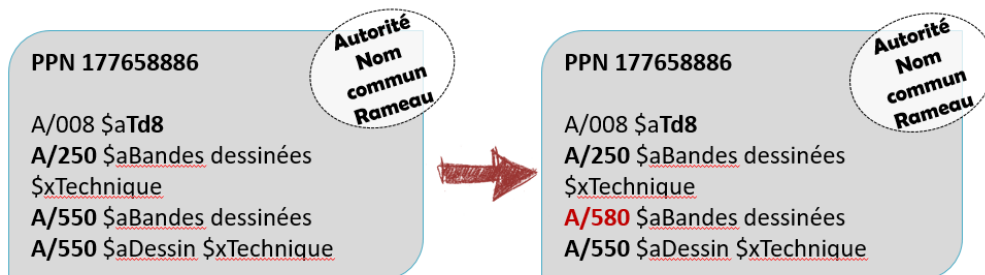 Autorité
Nom
commun
Rameau
PPN 177658886
A/008 $aTd8
A/250 $aBandes dessinées
$xTechnique
A/550 $aBandes dessinées
A/550 $aDessin $xTechnique
Autorité
Nom
commun
Rameau
PPN 177658886
A/008 $aTd8
A/250 $aBandes dessinées
$xTechnique
A/580 $aBandes dessinées
A/550 $aDessin $xTechnique